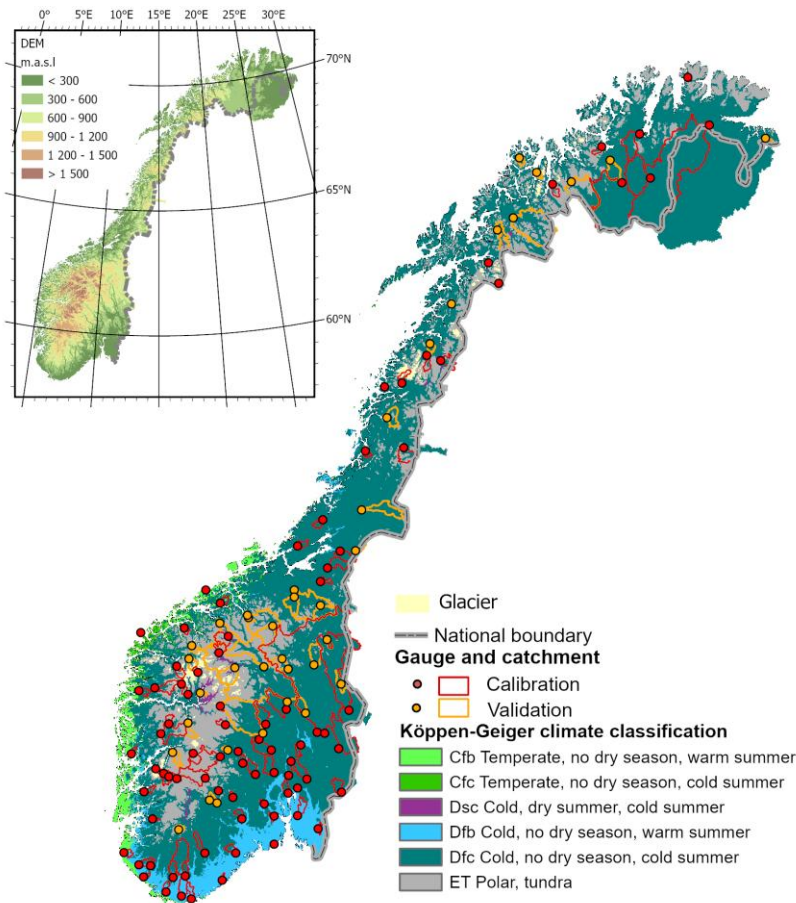 0° 5°E 10°E 15°E 20°E 25°E 30°E
DEM
m.a.s.l
< 300
300 - 600
600 - 900
900 - 1 200
1 200 - 1 500
> 1 500
70°N
65°N
60°N
Glacier
National boundary
Gauge and catchment
Calibration
Validation
Köppen-Geiger climate classification
Cfb Temperate, no dry season, warm summer
Cfc Temperate, no dry season, cold summer
Dsc Cold, dry summer, cold summer
Dfb Cold, no dry season, warm summer
Dfc Cold, no dry season, cold summer
ET Polar, tundra